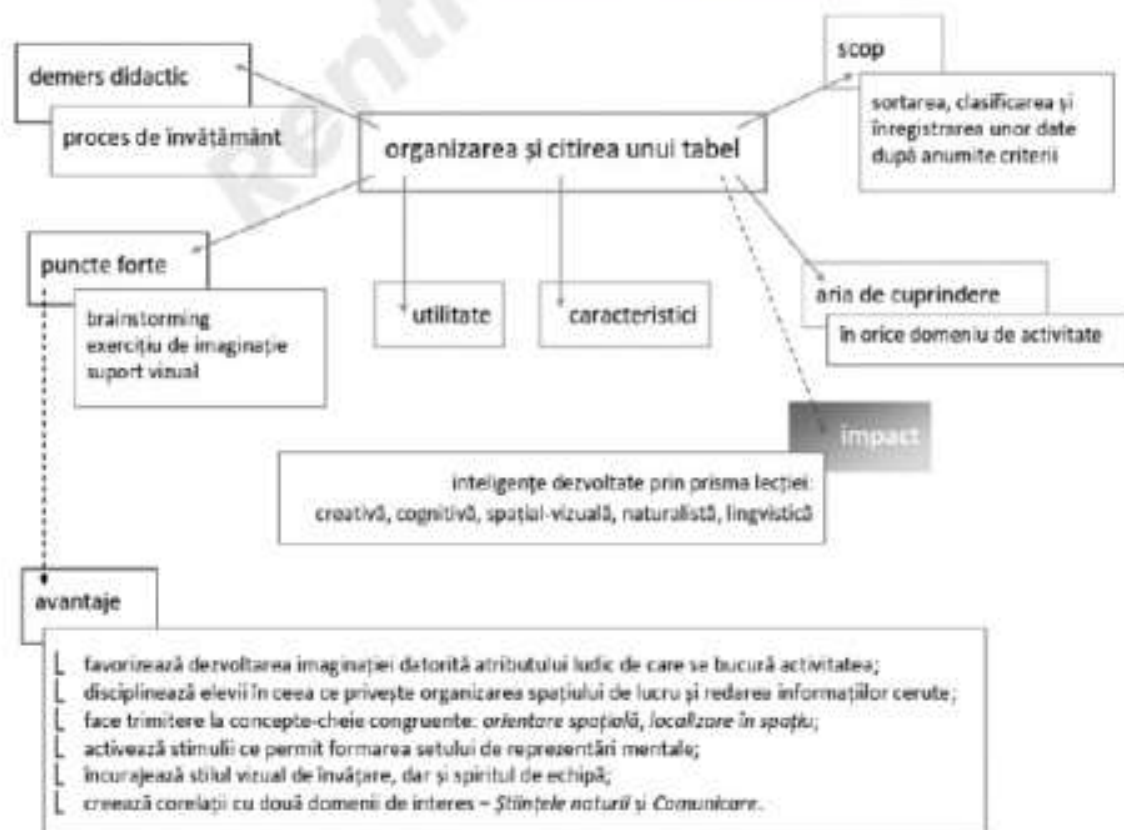 Renti
demers didactic
proces de învățământ
organizarea și citirea unui tabel
scop
sortarea, clasificarea și
înregistrarea unor date
după anumite criterii
puncte forte
brainstorming
exercițiu de imaginație
suport vizual
utilitate
caracteristici
aria de cuprindere
în orice domeniu de activitate
impact
inteligențe dezvoltate prin prisma lecției:
creativă, cognitivă, spațial-vizuală, naturalistă, lingvistică
avantaje
favorizează dezvoltarea imaginației datorită atributului ludic de care se bucură activitatea;
disciplinează elevii în ceea ce privește organizarea spațiului de lucru și redarea informațiilor cerute;
face trimitere la concepte-cheie congruente: orientare spațială, localizare în spațiu;
activează stimulii ce permit formarea setului de reprezentări mentale;
încurajează stilul vizual de învățare, dar și spiritul de echipă;
creează corelații cu două domenii de interes – Științele naturii și Comunicare.